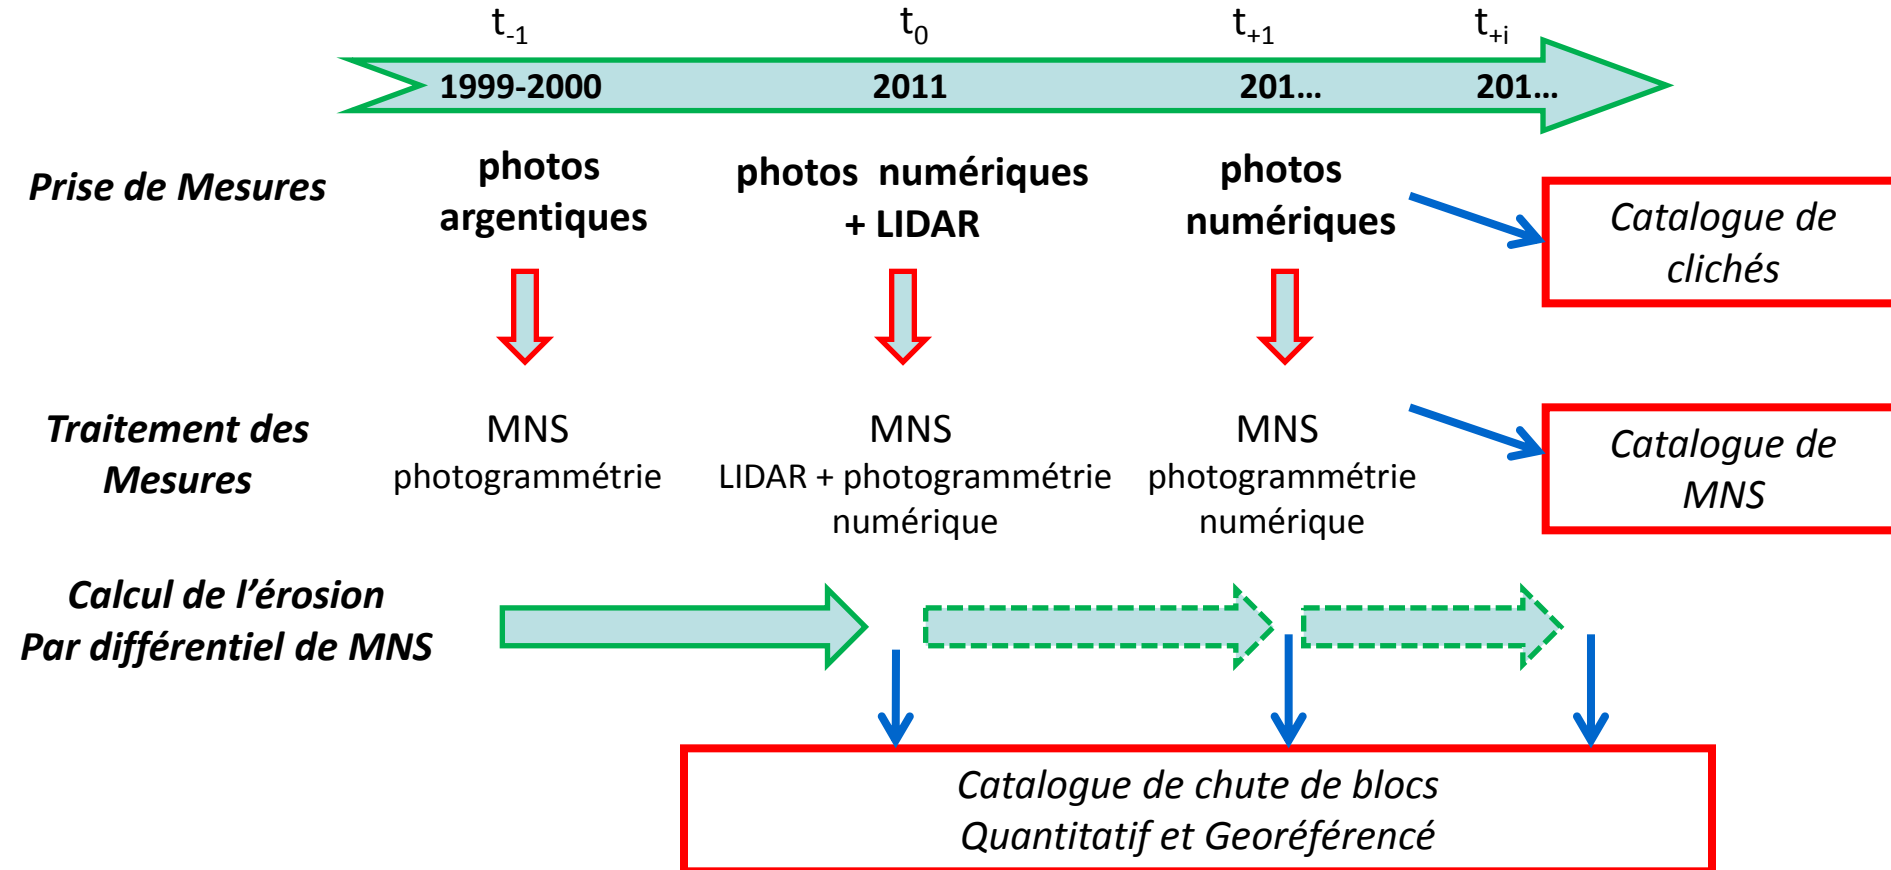 t-1 t0 t+1 t+i
1999-2000 2011 201... 201...
Prise de Mesures
photos
argentiques
photos numériques
+ LIDAR
photos
numériques
Catalogue de
clichés
Traitement des
Mesures
MNS
photogrammétrie
MNS
LIDAR + photogrammétrie
numérique
MNS
photogrammétrie
numérique
Catalogue de
MNS
Calcul de l’érosion
Par différentiel de MNS
Catalogue de chute de blocs
Quantitatif et Georéférencé